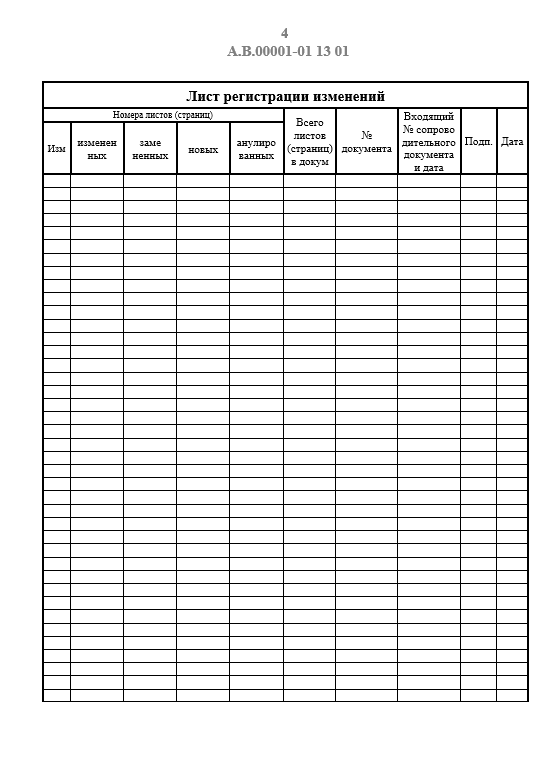 4
А.В.00001-01 13 01
Лист регистрации изменений
Номера листов (страниц)
Изм
изменен
ных
заме
ненных
новых
анулиро
ванных
Всего
листов
(страниц)
в докум
№
документа
Входящий
№ сопрово
дительного
документа
и дата
Подп.
Дата